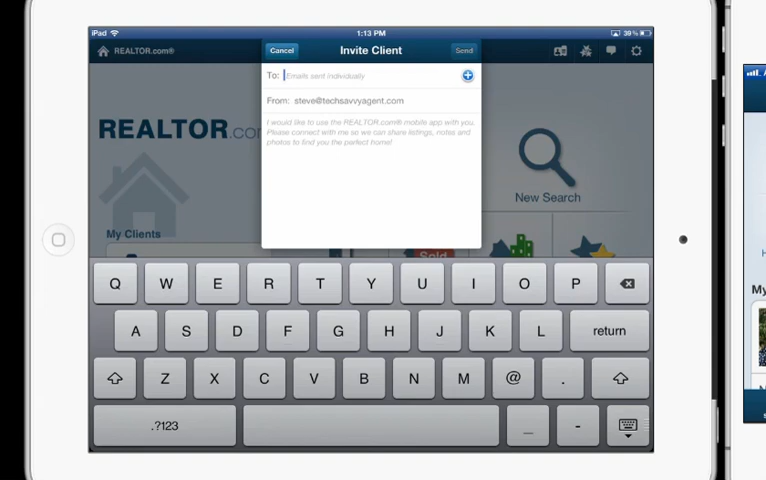 iPad
1:13 PM
39%
REALTOR.com®
Cancel
Invite Client
Send
To: Emails sent individually
From: steve@techsavvyagent.com
I would like to use the REALTOR.com® mobile app with you.
Please connect with me so we can share listings, notes and
photos to find you the perfect home!
REALTOR.co
New Search
My Clients
Sold
Q W E R T Y U I O P
A S D F G H J K L return
Z X C V B N M @ .
.?123 _ -
My